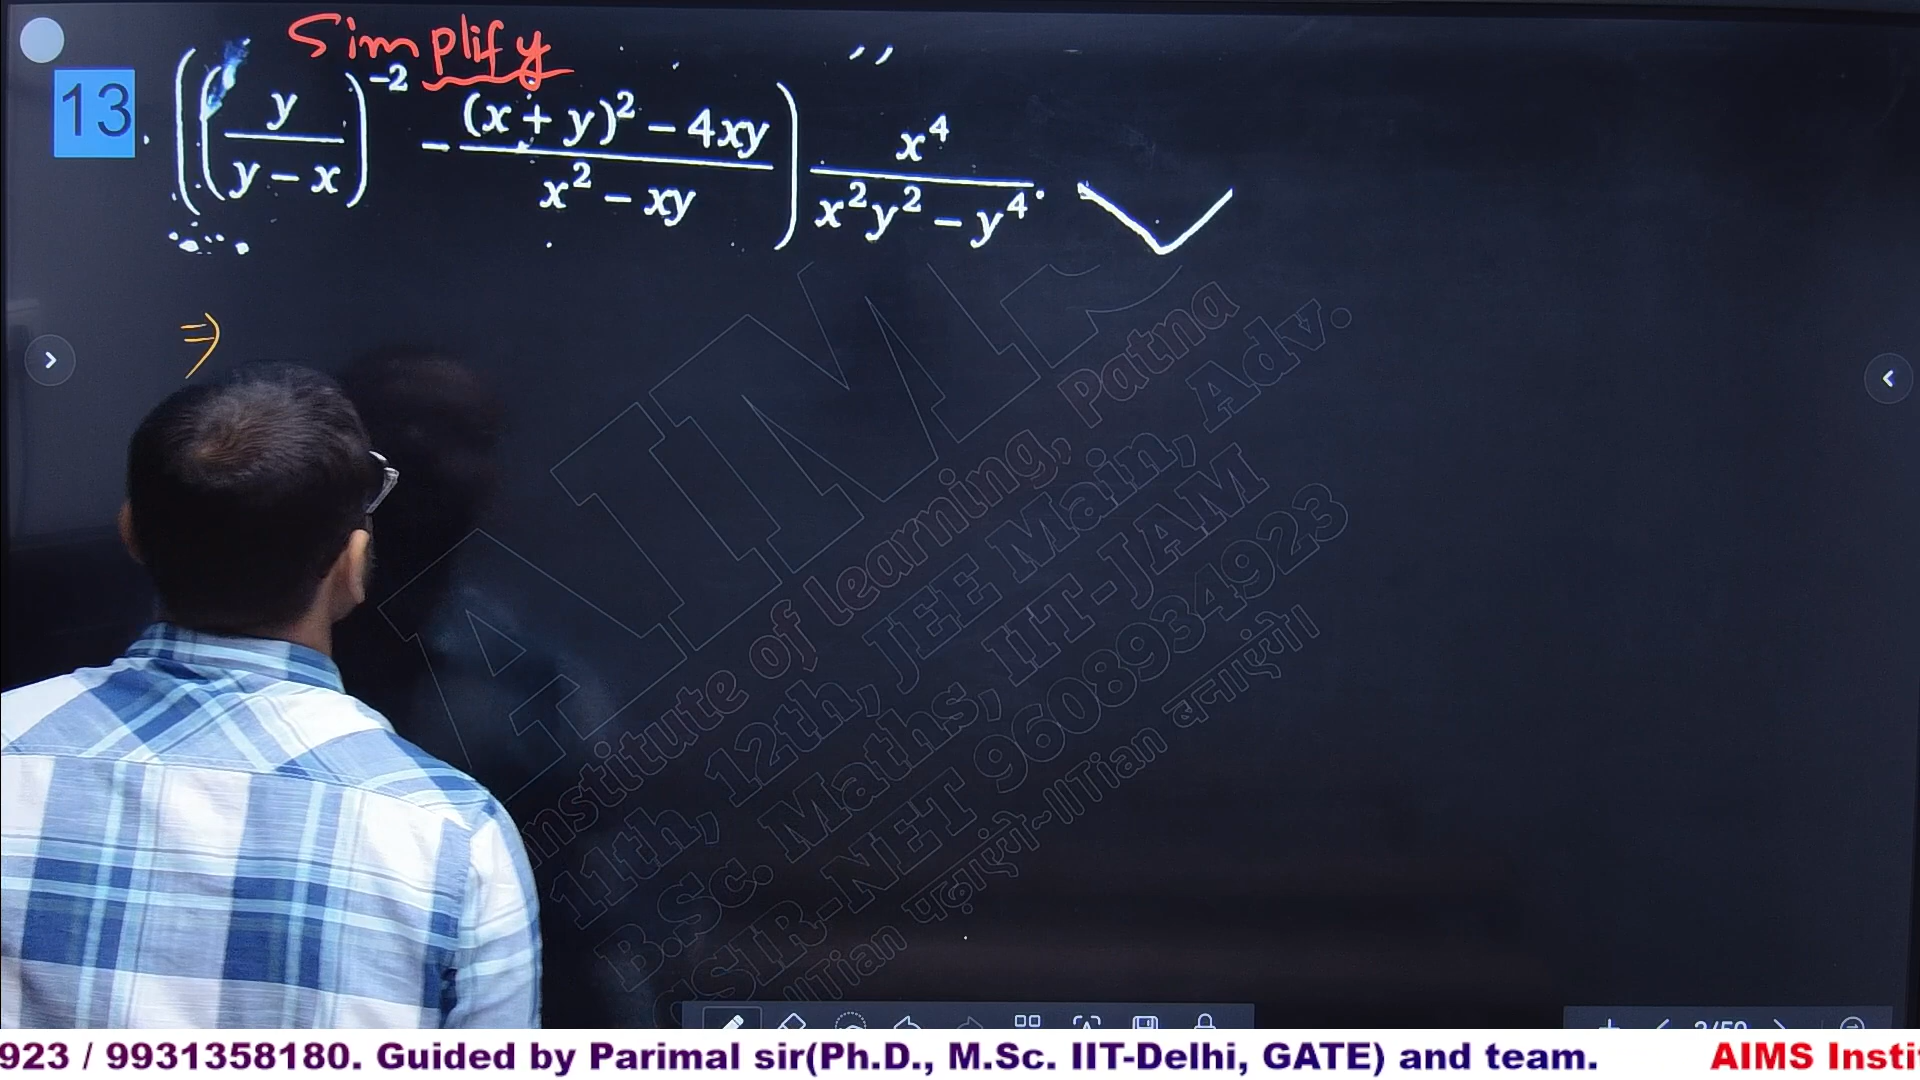 Simplify
13. ((y/(y − x))^−2 − ((x + y)^2 − 4xy)/(x^2 − xy)) x^4/(x^2y^2 − y^4).
⇒
AIMS
Institute of learning, Patna
11th, 12th, JEE Main, Adv.
B.Sc. Maths, IIT-JAM
CSIR-NET 9608934923
IITian पढ़ाएंगे~IITian बनाएंगे।
923 / 9931358180. Guided by Parimal sir(Ph.D., M.Sc. IIT-Delhi, GATE) and team. AIMS Insti